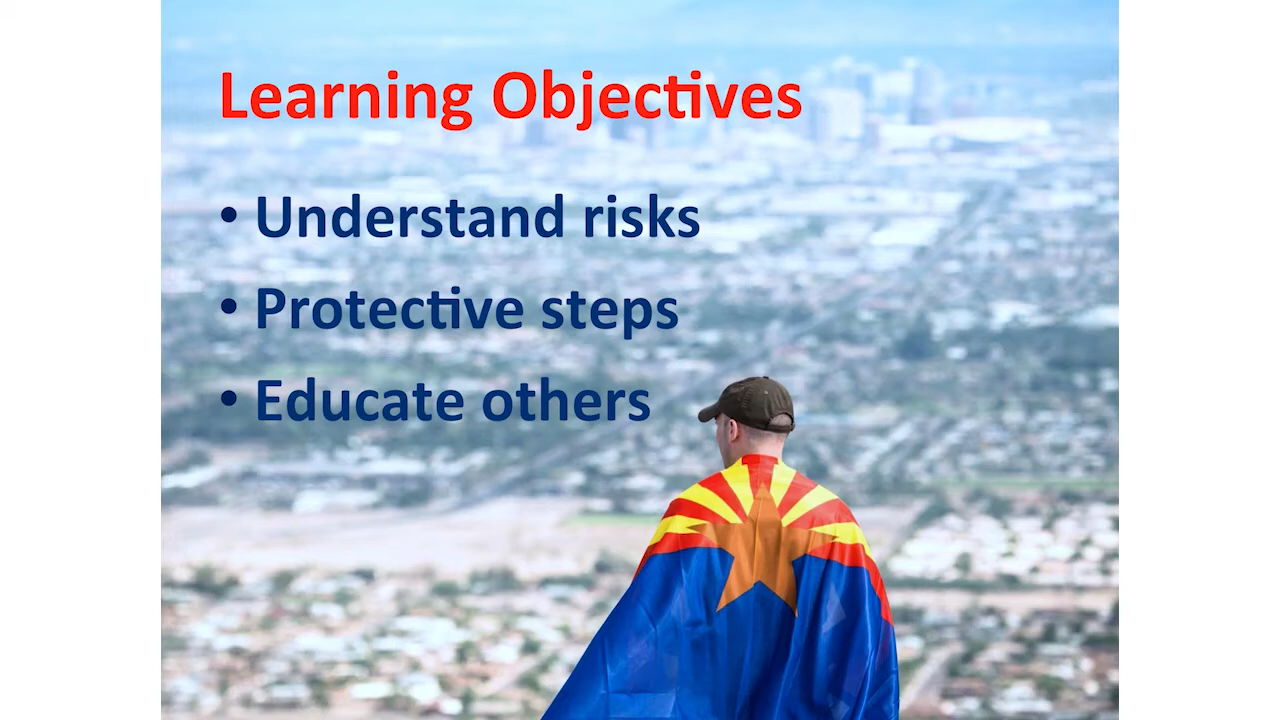 Learning Objectives
• Understand risks
• Protective steps
• Educate others